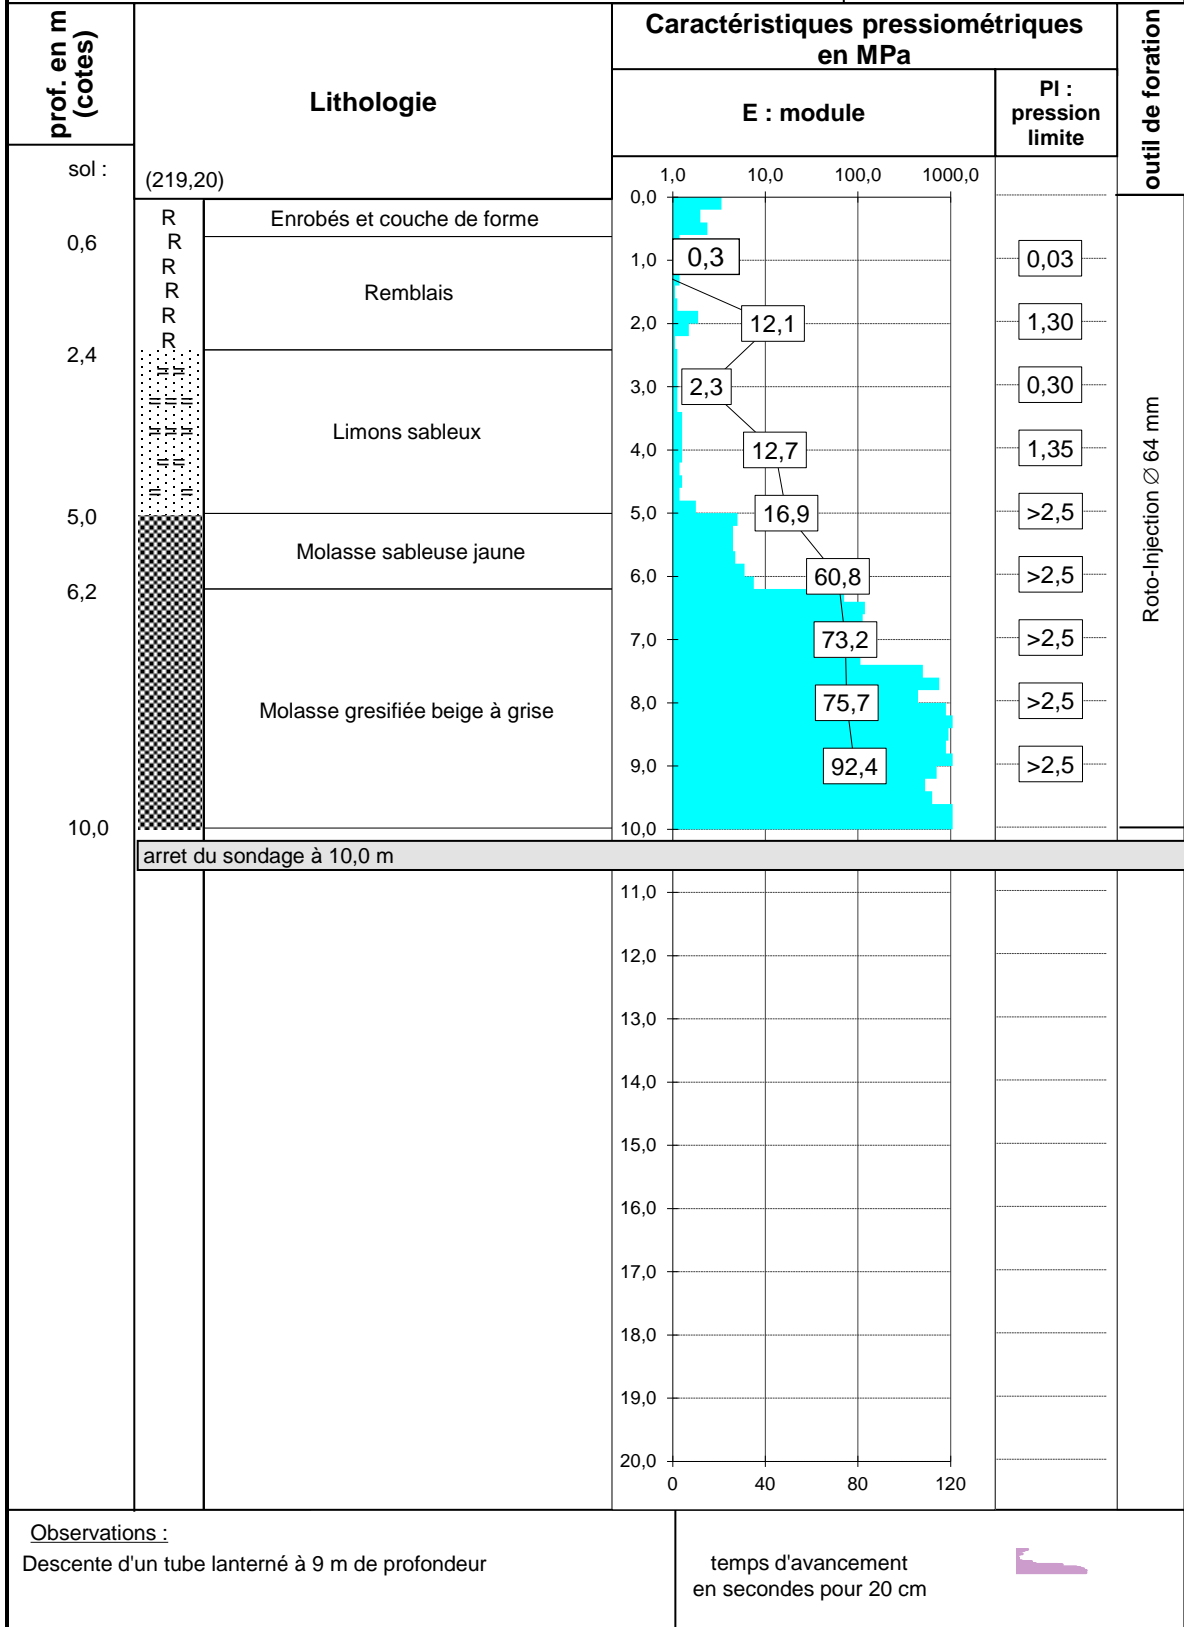 prof. en m
(cotes)
Lithologie
Caractéristiques pressiométriques
en MPa
E : module
Pl :
pression
limite
outil de foration
sol :
(219,20)
1,0 10,0 100,0 1000,0
0,0
R Enrobés et couche de forme
0,6
R
R
R
R
R
Remblais
1,0 0,3 0,03
2,0 12,1 1,30
2,4
3,0 2,3 0,30
Limons sableux
4,0 12,7 1,35
5,0
5,0 16,9 >2,5
Molasse sableuse jaune
6,0 60,8 >2,5
6,2
7,0 73,2 >2,5
Molasse gresifiée beige à grise
8,0 75,7 >2,5
9,0 92,4 >2,5
10,0
10,0
Roto-Injection Ø 64 mm
arret du sondage à 10,0 m
11,0
12,0
13,0
14,0
15,0
16,0
17,0
18,0
19,0
20,0
0 40 80 120
Observations :
Descente d'un tube lanterné à 9 m de profondeur
temps d'avancement
en secondes pour 20 cm